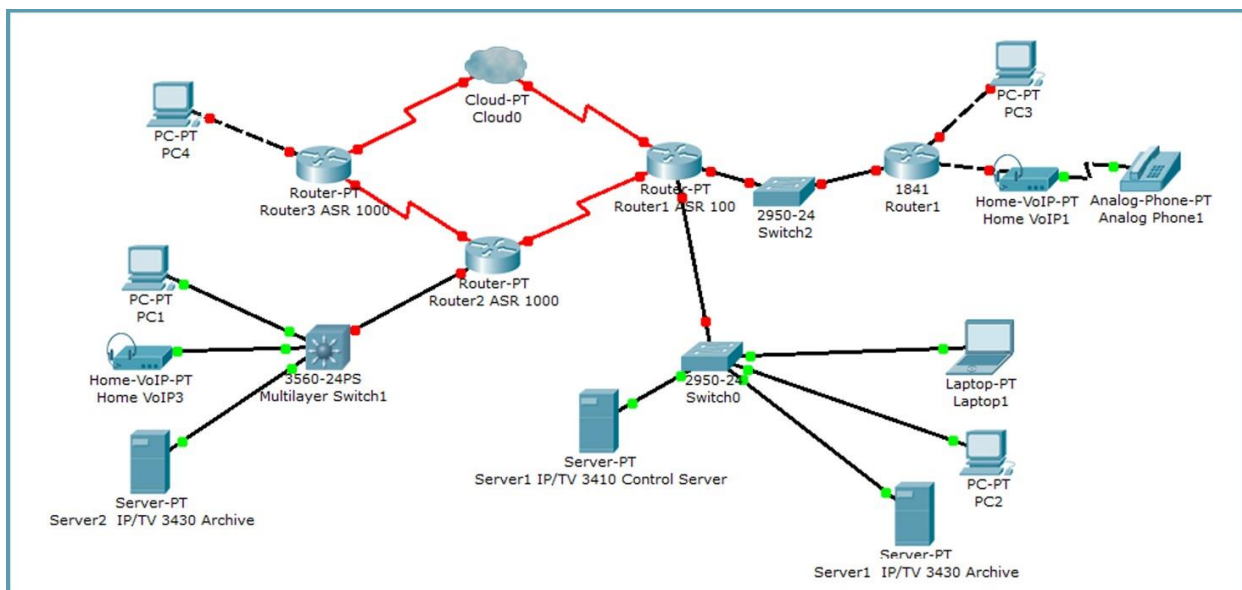 Cloud-PT
Cloud0
PC-PT
PC4
PC-PT
PC3
Router-PT
Router3 ASR 1000
Router-PT
Router1 ASR 100
2950-24
Switch2
1841
Router1
Home-VoIP-PT
Home VoIP1
Analog-Phone-PT
Analog Phone1
Router-PT
Router2 ASR 1000
PC-PT
PC1
Home-VoIP-PT
Home VoIP3
3560-24PS
Multilayer Switch1
2950-24
Switch0
Laptop-PT
Laptop1
Server-PT
Server1 IP/TV 3410 Control Server
PC-PT
PC2
Server-PT
Server2  IP/TV 3430 Archive
Server-PT
Server1  IP/TV 3430 Archive